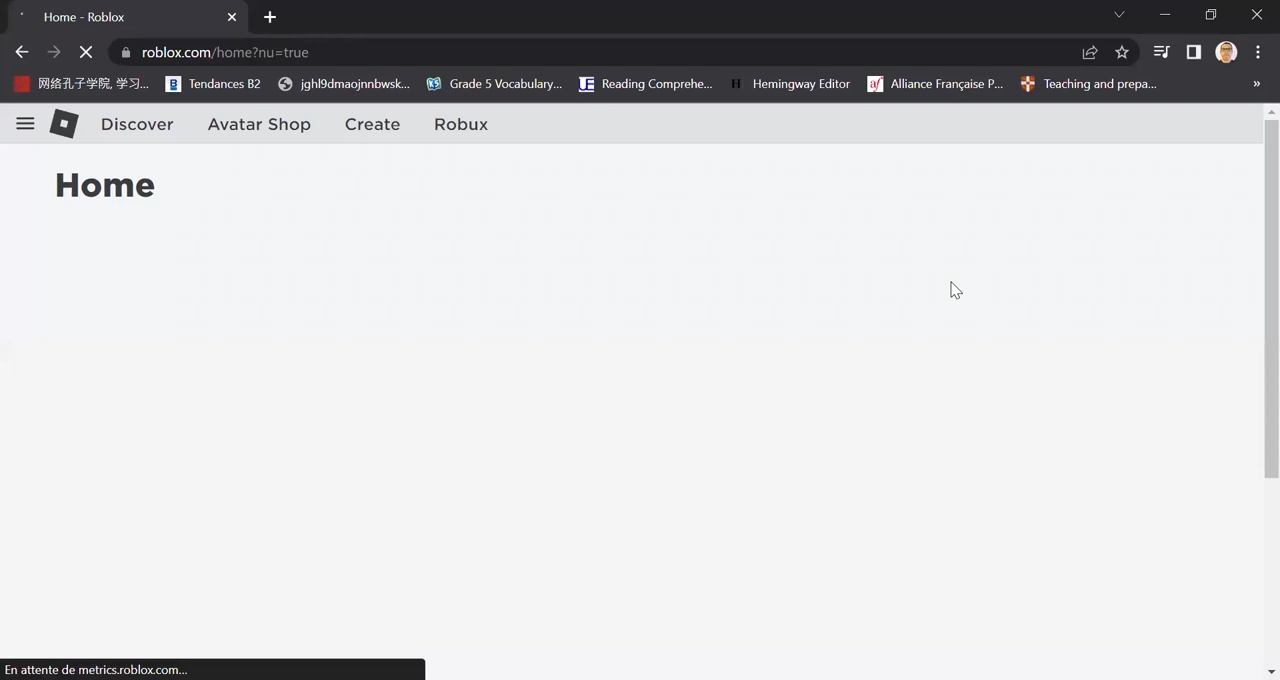 Home - Roblox
roblox.com/home?nu=true
网络孔子学院, 学习... Tendances B2 jghl9dmaojnnbwsk... Grade 5 Vocabulary... Reading Comprehe... Hemingway Editor Alliance Française P... Teaching and prepa... »
Discover Avatar Shop Create Robux
Home
En attente de metrics.roblox.com...